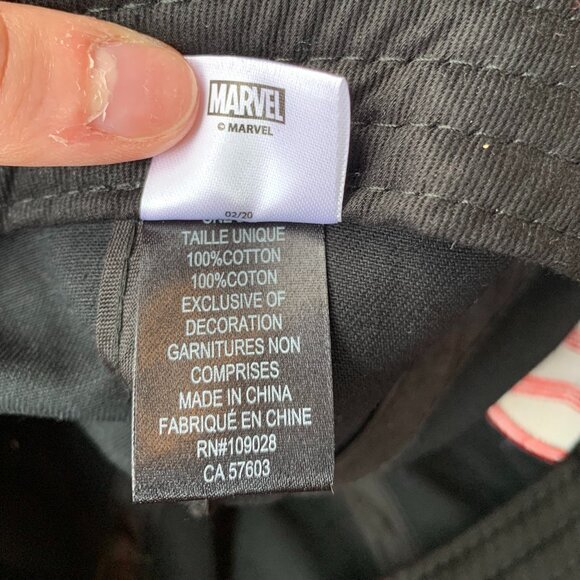 MARVEL
© MARVEL
02/20
TAILLE UNIQUE
100%COTTON
100%COTON
EXCLUSIVE OF
DECORATION
GARNITURES NON
COMPRISES
MADE IN CHINA
FABRIQUÉ EN CHINE
RN#109028
CA 57603